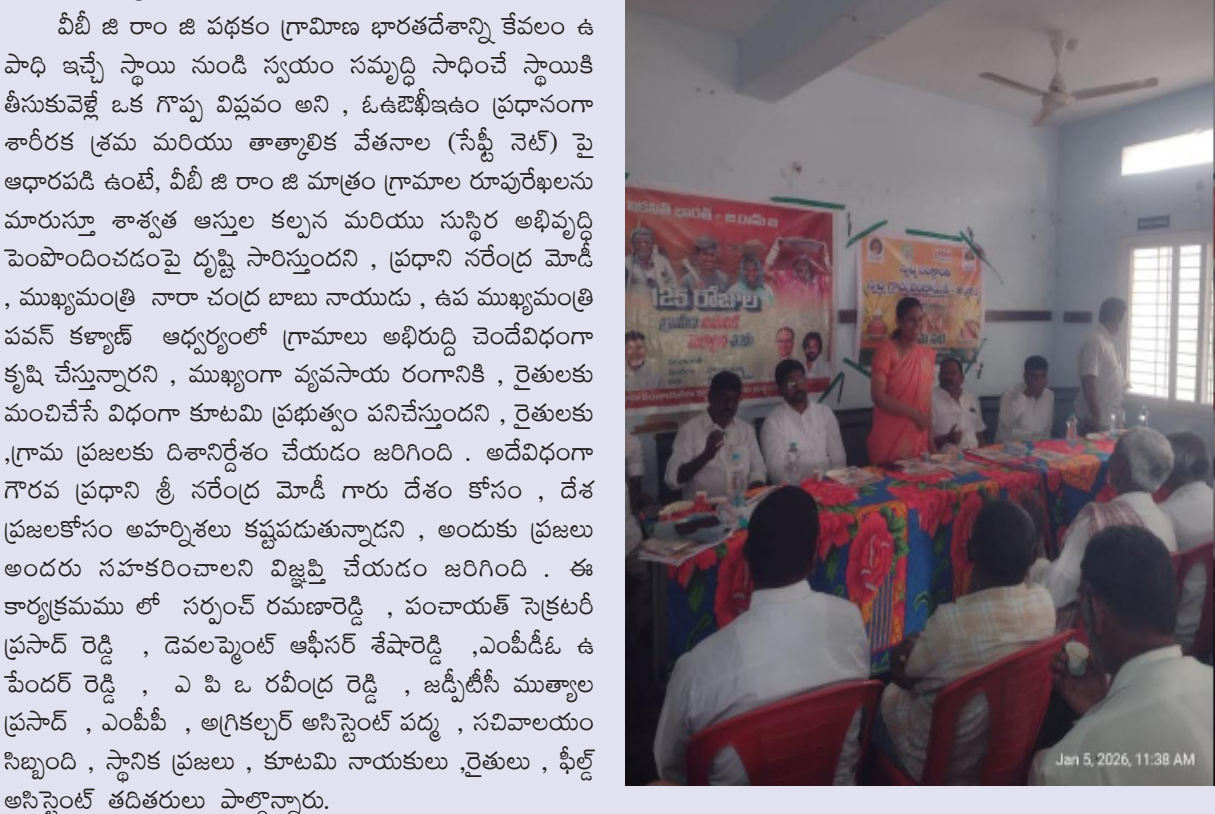 వీబీ జి రాం జి పథకం గ్రామీణ భారతదేశాన్ని కేవలం ఉ
పాధి ఇచ్చే స్థాయి నుండి స్వయం సమృద్ధి సాధించే స్థాయికి
తీసుకువెళ్లే ఒక గొప్ప విప్లవం అని , ఓఉఔఖీఇఉం ప్రధానంగా
శారీరక శ్రమ మరియు తాత్కాలిక వేతనాల (సేఫ్టీ నెట్) పై
ఆధారపడి ఉంటే, వీబీ జి రాం జి మాత్రం గ్రామాల రూపురేఖలను
మారుస్తూ శాశ్వత ఆస్తుల కల్పన మరియు సుస్థిర అభివృద్ధి
పెంపొందించడంపై దృష్టి సారిస్తుందని , ప్రధాని నరేంద్ర మోడీ
, ముఖ్యమంత్రి నారా చంద్ర బాబు నాయుడు , ఉప ముఖ్యమంత్రి
పవన్ కళ్యాణ్ ఆధ్వర్యంలో గ్రామాలు అభిరుద్ది చెందేవిధంగా
కృషి చేస్తున్నారని , ముఖ్యంగా వ్యవసాయ రంగానికి , రైతులకు
మంచిచేసే విధంగా కూటమి ప్రభుత్వం పనిచేస్తుందని , రైతులకు
,గ్రామ ప్రజలకు దిశానిర్దేశం చేయడం జరిగింది . అదేవిధంగా
గౌరవ ప్రధాని శ్రీ నరేంద్ర మోడీ గారు దేశం కోసం , దేశ
ప్రజలకోసం అహర్నిశలు కష్టపడుతున్నాడని , అందుకు ప్రజలు
అందరు సహకరించాలని విజ్ఞప్తి చేయడం జరిగింది . ఈ
కార్యక్రమము లో సర్పంచ్ రమణారెడ్డి , పంచాయత్ సెక్రటరీ
ప్రసాద్ రెడ్డి , డెవలప్మెంట్ ఆఫీసర్ శేషారెడ్డి ,ఎంపీడీఓ ఉ
పేందర్ రెడ్డి , ఎ పి ఒ రవీంద్ర రెడ్డి , జడ్పీటీసీ ముత్యాల
ప్రసాద్ , ఎంపీపీ , అగ్రికల్చర్ అసిస్టెంట్ పద్మ , సచివాలయం
సిబ్బంది , స్థానిక ప్రజలు , కూటమి నాయకులు ,రైతులు , ఫీల్డ్
అసిస్టెంట్ తదితరులు పాల్గొన్నారు.
వికసిత్ భారత్ - జి.రామ్ జి
125 రోజుల
గ్రామీణ
Jan 5, 2026, 11:38 AM